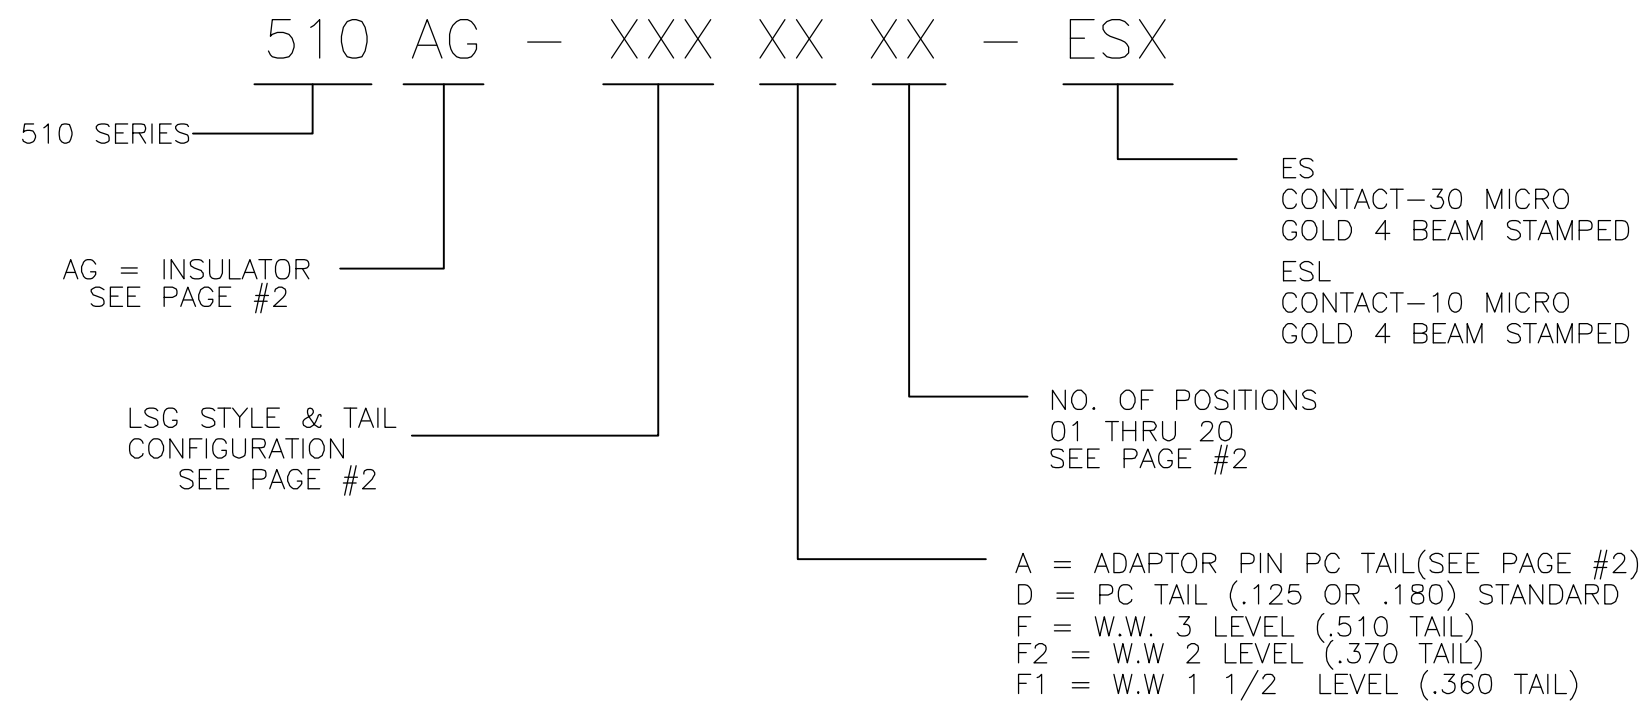 510 AG - XXX XX XX - ESX
510 SERIES
AG = INSULATOR
SEE PAGE #2
LSG STYLE & TAIL
CONFIGURATION
SEE PAGE #2
ES
CONTACT-30 MICRO
GOLD 4 BEAM STAMPED
ESL
CONTACT-10 MICRO
GOLD 4 BEAM STAMPED
NO. OF POSITIONS
01 THRU 20
SEE PAGE #2
A = ADAPTOR PIN PC TAIL(SEE PAGE #2)
D = PC TAIL (.125 OR .180) STANDARD
F = W.W. 3 LEVEL (.510 TAIL)
F2 = W.W 2 LEVEL (.370 TAIL)
F1 = W.W 1 1/2 LEVEL (.360 TAIL)